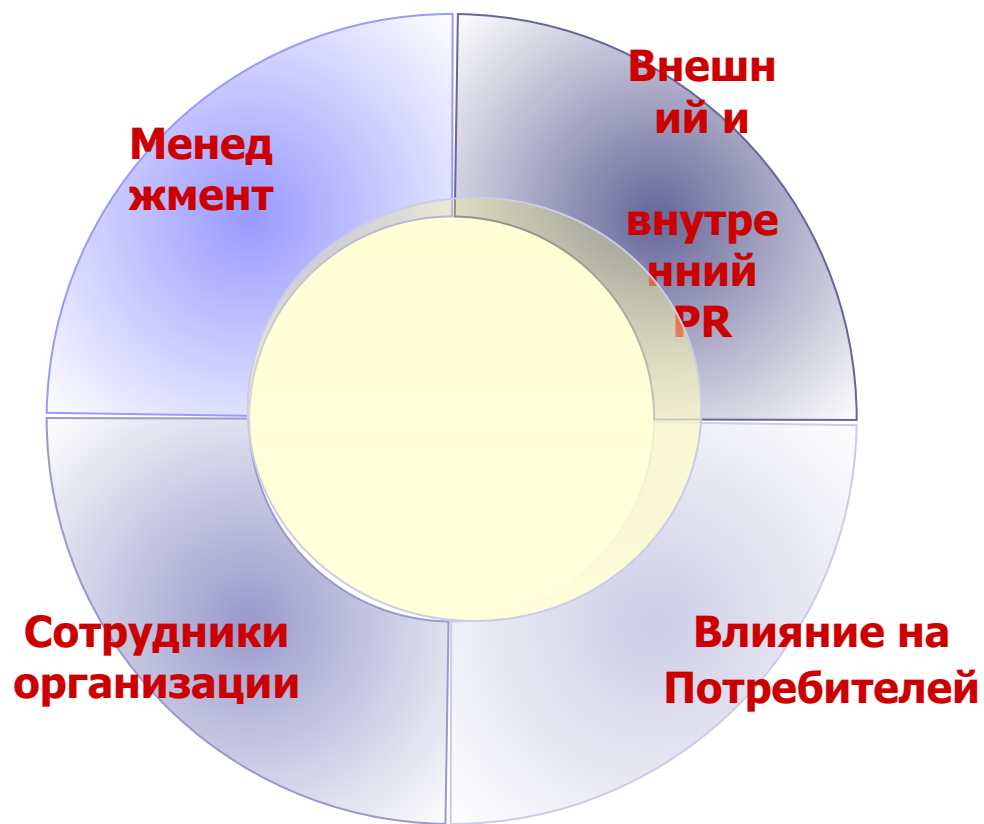 Менед
жмент
Внешн
ий и
внутре
нний
PR
Сотрудники
организации
Влияние на
Потребителей